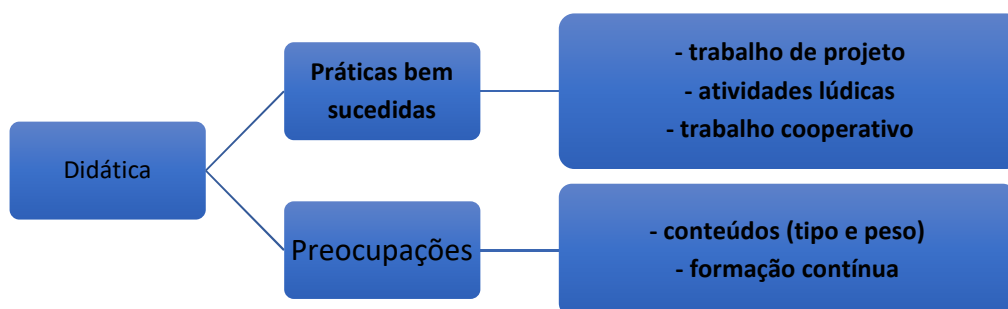 Didática
Práticas bem
sucedidas
- trabalho de projeto
- atividades lúdicas
- trabalho cooperativo
Preocupações
- conteúdos (tipo e peso)
- formação contínua